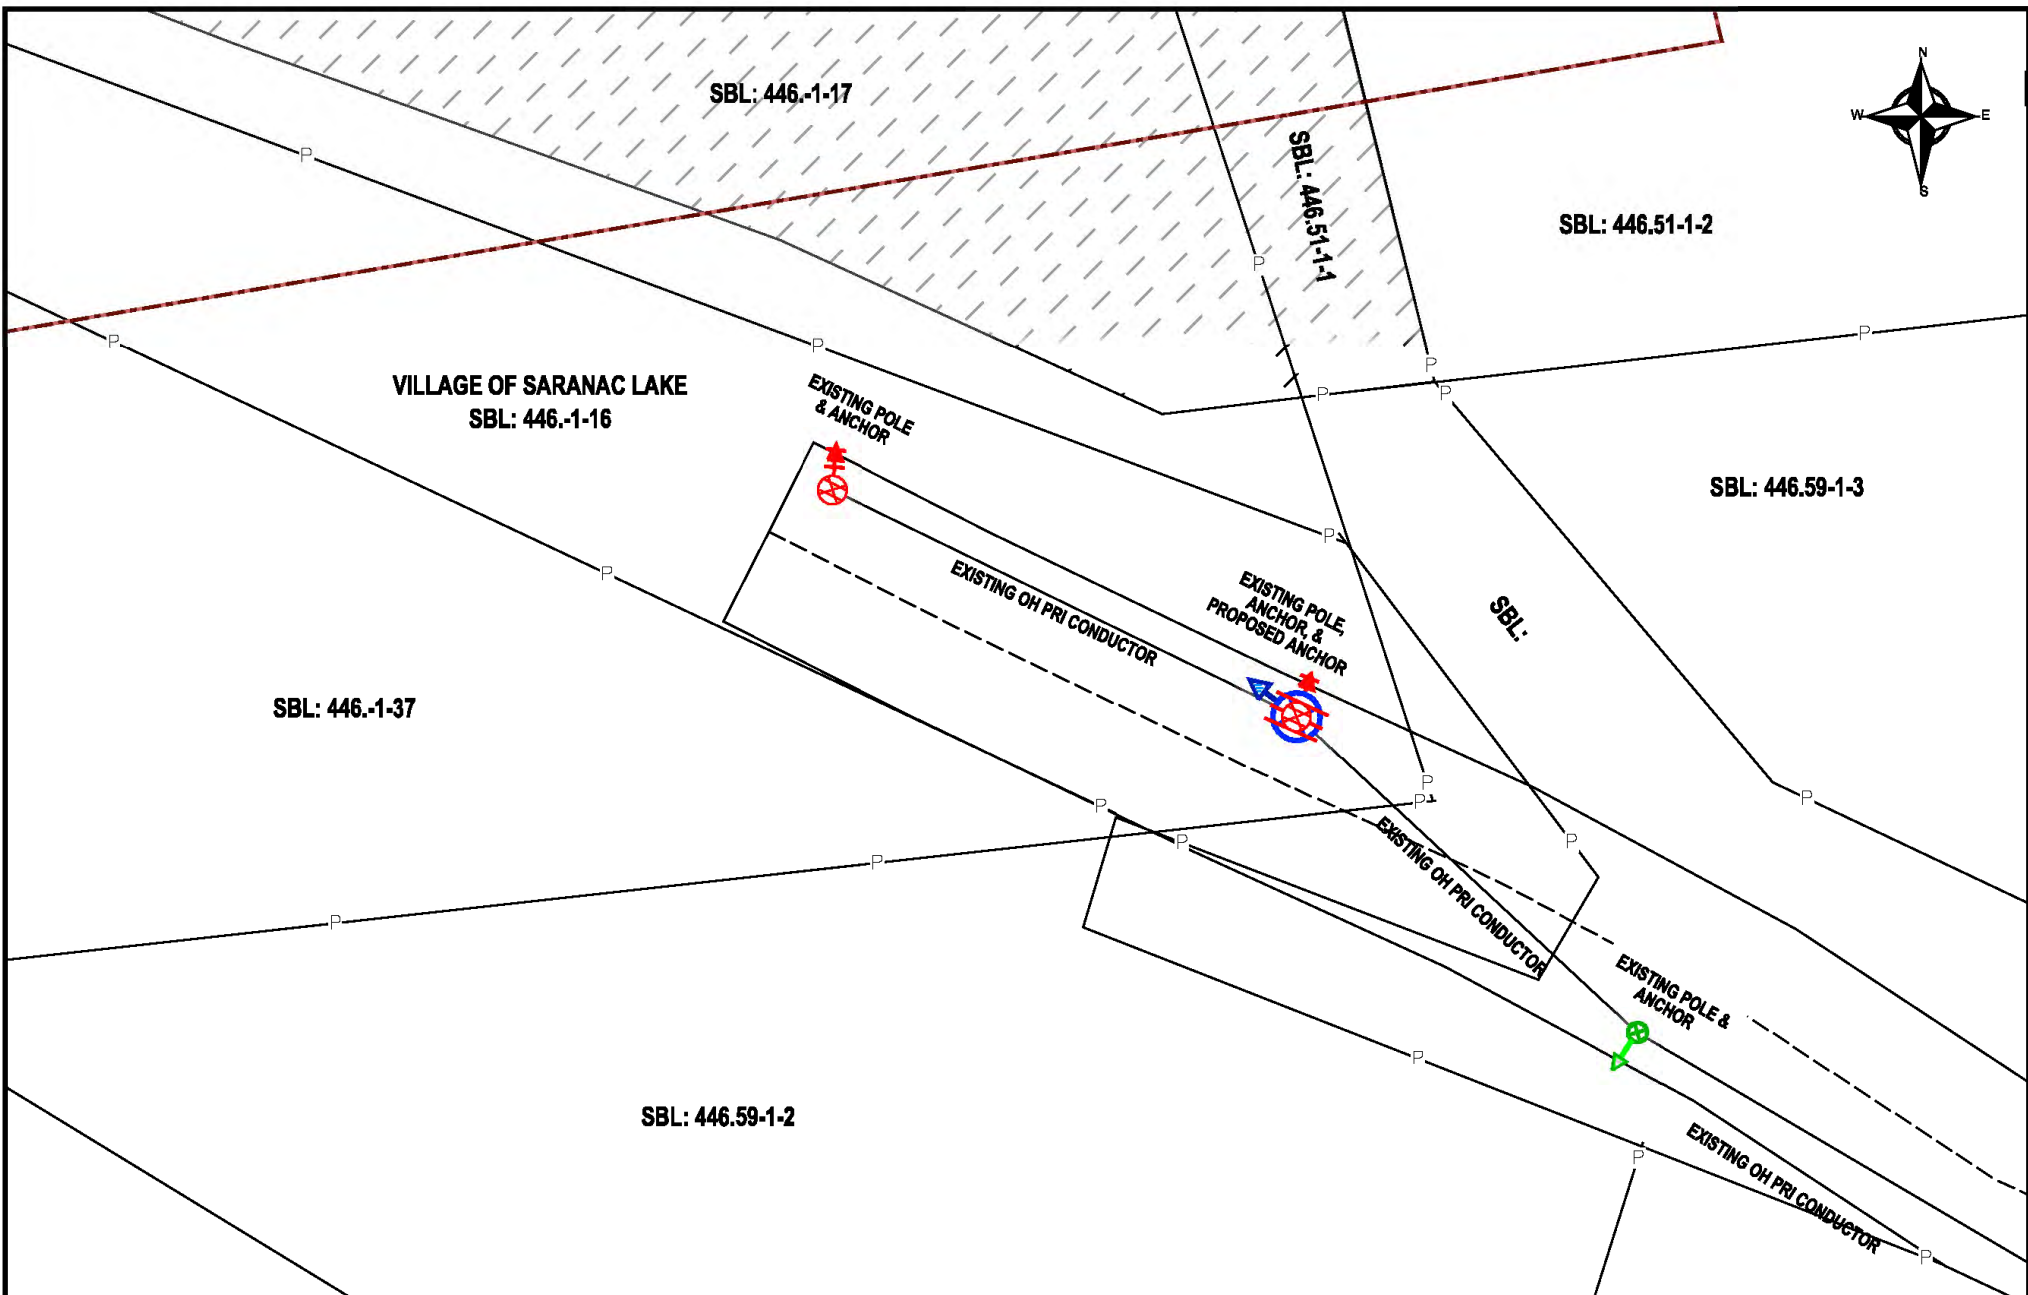 N
W E
S
SBL: 446.-1-17
SBL: 446.51-1-1
SBL: 446.51-1-2
P
P
P
P
P
P
P
P
VILLAGE OF SARANAC LAKE
SBL: 446.-1-16
EXISTING POLE
& ANCHOR
SBL: 446.59-1-3
P
P
EXISTING OH PRI CONDUCTOR
EXISTING POLE,
ANCHOR, &
PROPOSED ANCHOR
SBL:
SBL: 446.-1-37
P
P
P
P
P
P
P
P
EXISTING OH PRI CONDUCTOR
EXISTING POLE &
ANCHOR
P
SBL: 446.59-1-2
P
EXISTING OH PRI CONDUCTOR
P